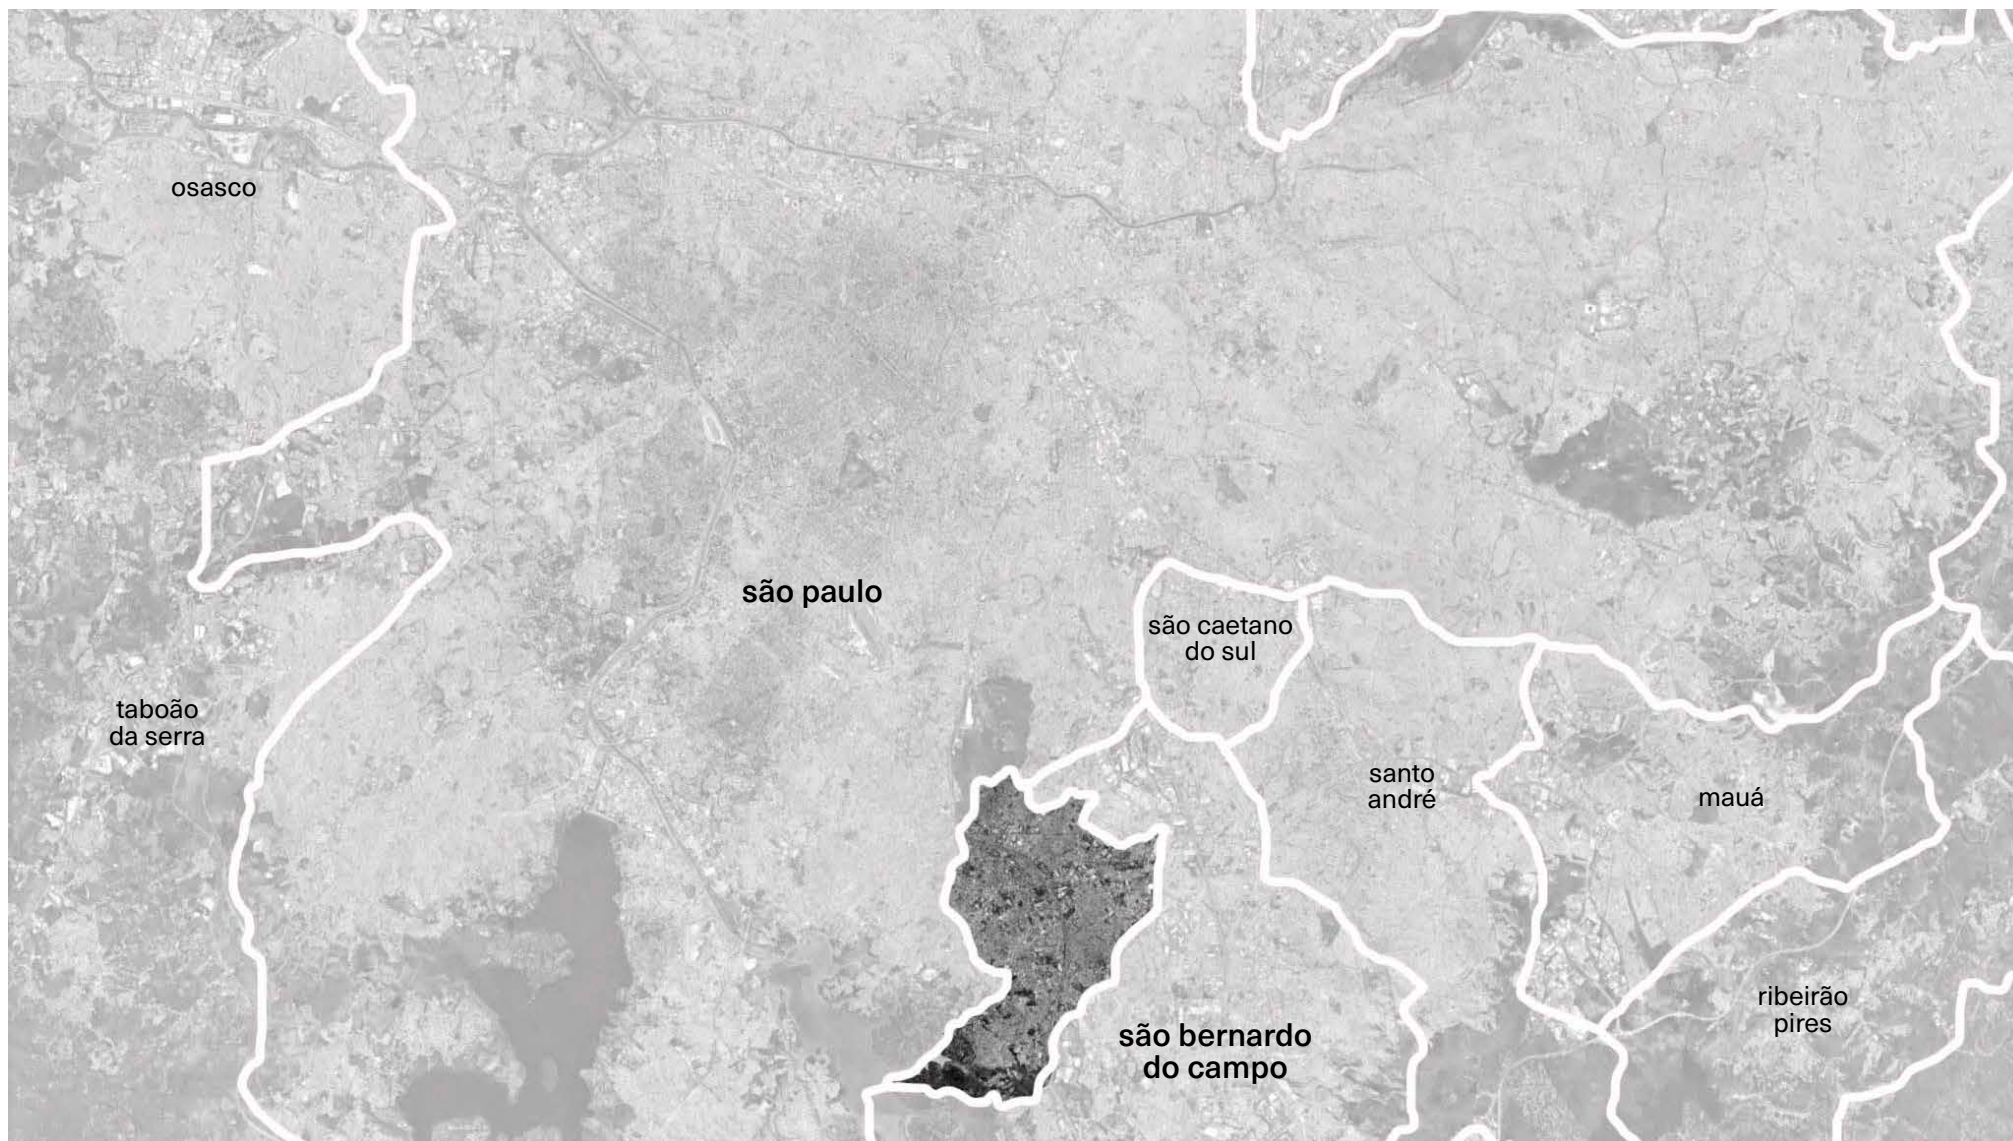 osasco
são paulo
são caetano
do sul
taboão
da serra
santo
andré
mauá
ribeirão
pires
são bernardo
do campo